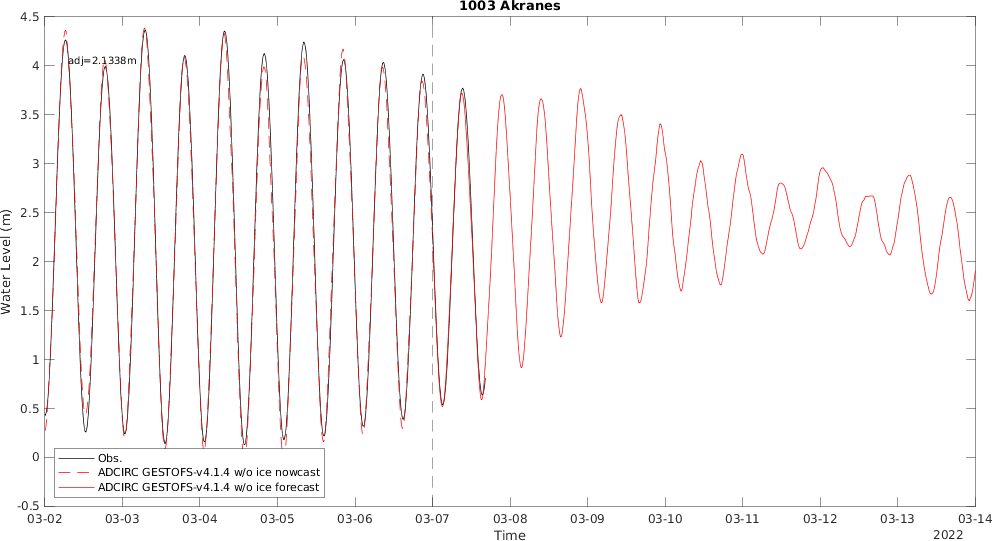 1003 Akranes
4.5
4
3.5
3
2.5
2
1.5
1
0.5
0
-0.5
Water Level (m)
adj=2.1338m
Obs.
ADCIRC GESTOFS-v4.1.4 w/o ice nowcast
ADCIRC GESTOFS-v4.1.4 w/o ice forecast
03-02 03-03 03-04 03-05 03-06 03-07 03-08 03-09 03-10 03-11 03-12 03-13 03-14
Time
2022